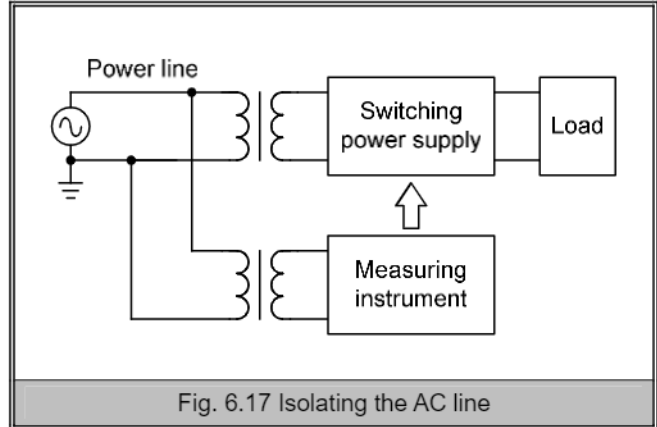 Power line
Switching
power supply
Load
Measuring
instrument
Fig. 6.17 Isolating the AC line